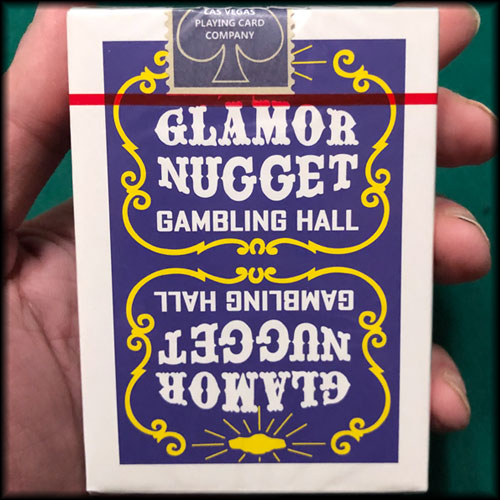 LAS VEGAS
PLAYING CARD
COMPANY
GLAMOR
NUGGET
GAMBLING HALL
GAMBLING HALL
NUGGET
GLAMOR